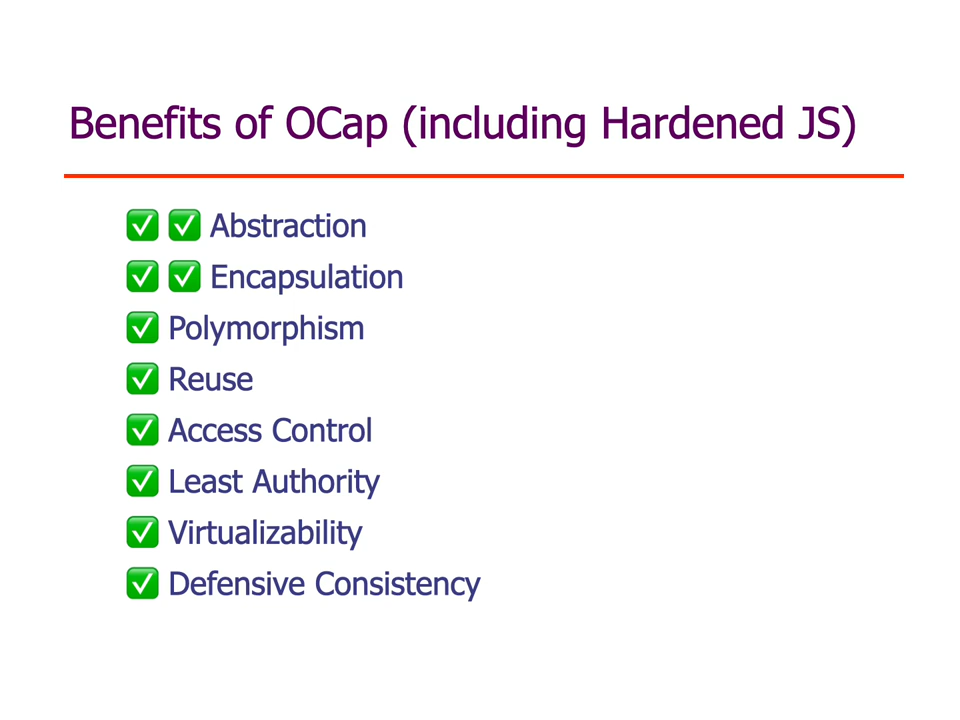 Benefits of OCap (including Hardened JS)
✅ ✅ Abstraction
✅ ✅ Encapsulation
✅ Polymorphism
✅ Reuse
✅ Access Control
✅ Least Authority
✅ Virtualizability
✅ Defensive Consistency